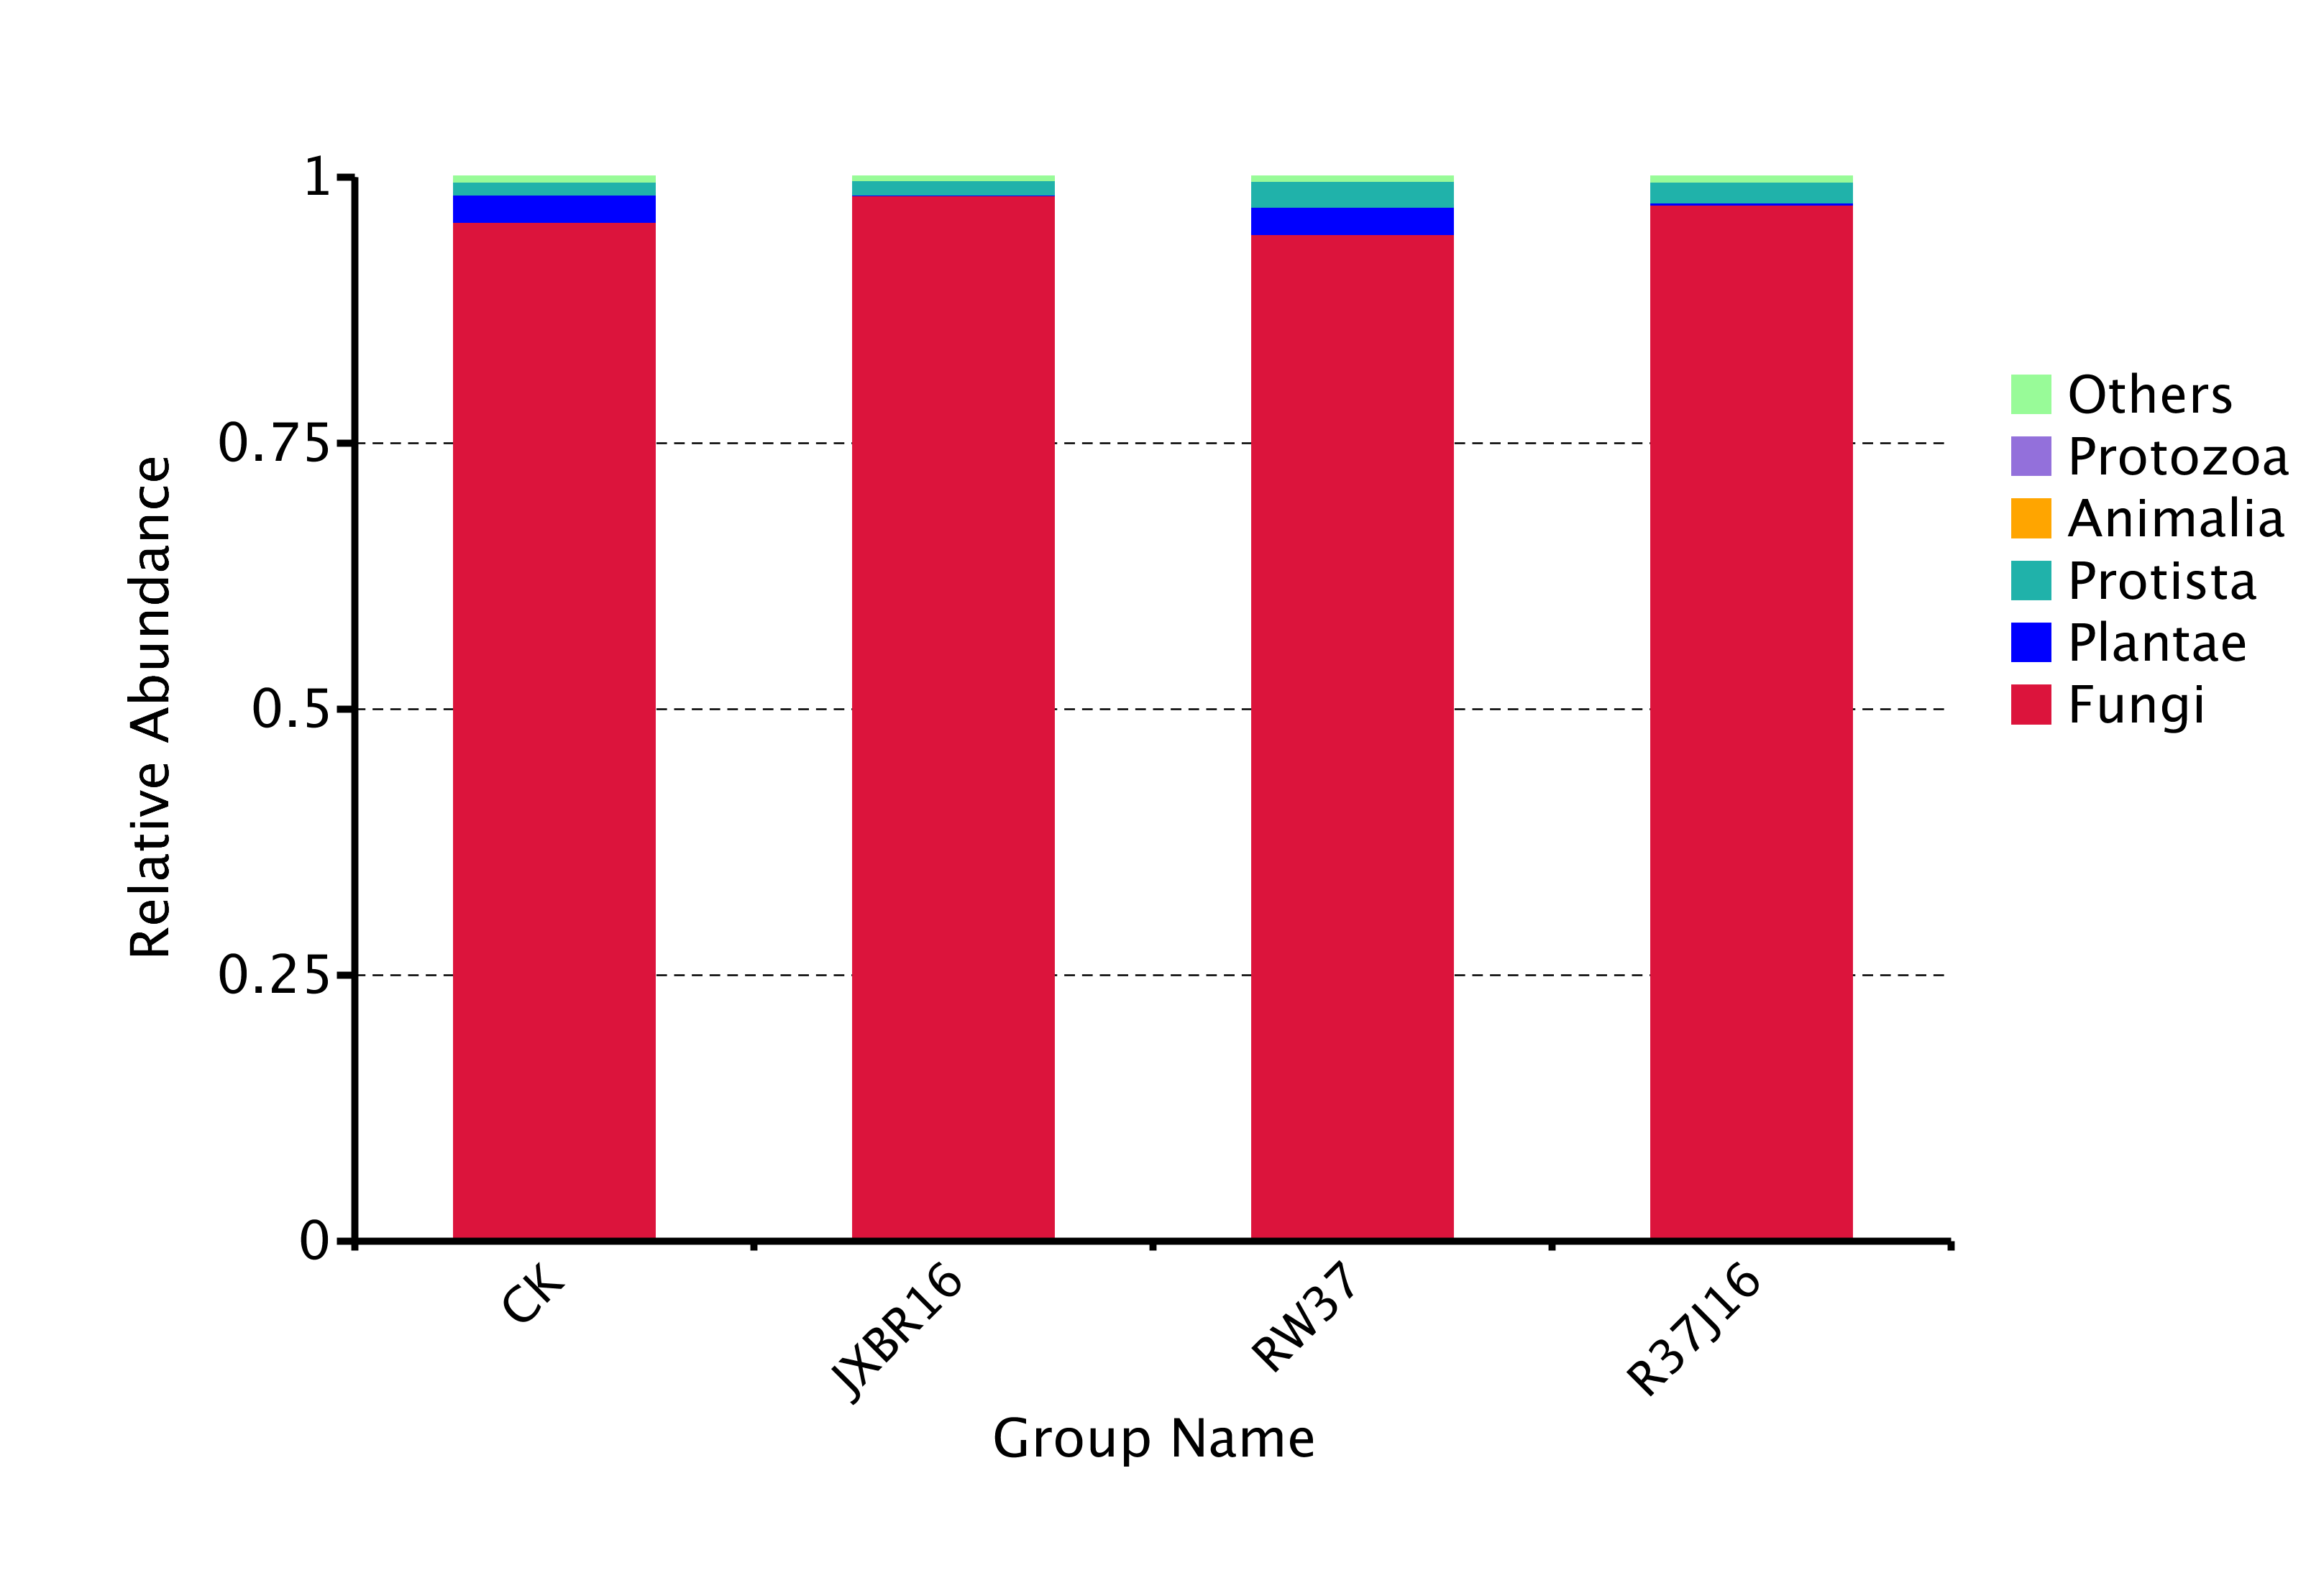 Relative Abundance
1
0.75
0.5
0.25
0
CK
JXBR16
RW37
R37J16
Group Name
Others
Protozoa
Animalia
Protista
Plantae
Fungi